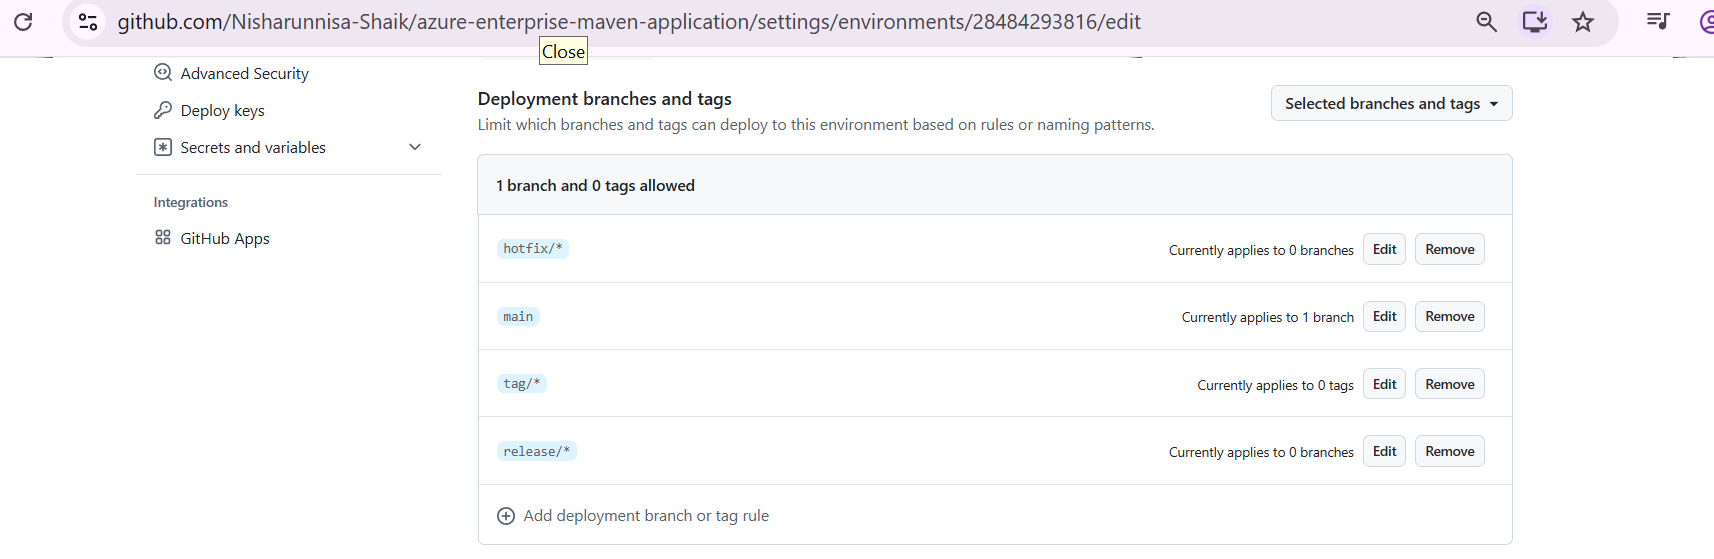 github.com/Nisharunnisa-Shaik/azure-enterprise-maven-application/settings/environments/28484293816/edit
Close
Advanced Security
Deploy keys
Secrets and variables
Integrations
GitHub Apps
Deployment branches and tags
Selected branches and tags
Limit which branches and tags can deploy to this environment based on rules or naming patterns.
1 branch and 0 tags allowed
hotfix/* Currently applies to 0 branches Edit Remove
main Currently applies to 1 branch Edit Remove
tag/* Currently applies to 0 tags Edit Remove
release/* Currently applies to 0 branches Edit Remove
Add deployment branch or tag rule